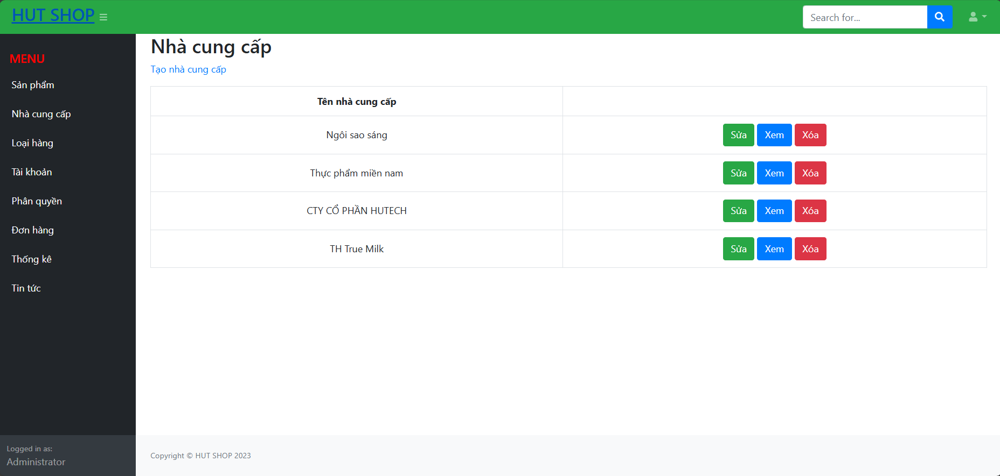 HUT SHOP
Search for...
MENU
Sản phẩm
Nhà cung cấp
Loại hàng
Tài khoản
Phân quyền
Đơn hàng
Thống kê
Tin tức
Logged in as:
Administrator
Nhà cung cấp
Tạo nhà cung cấp
Tên nhà cung cấp
Ngôi sao sáng Sửa Xem Xóa
Thực phẩm miền nam Sửa Xem Xóa
CTY CỔ PHẦN HUTECH Sửa Xem Xóa
TH True Milk Sửa Xem Xóa
Copyright © HUT SHOP 2023